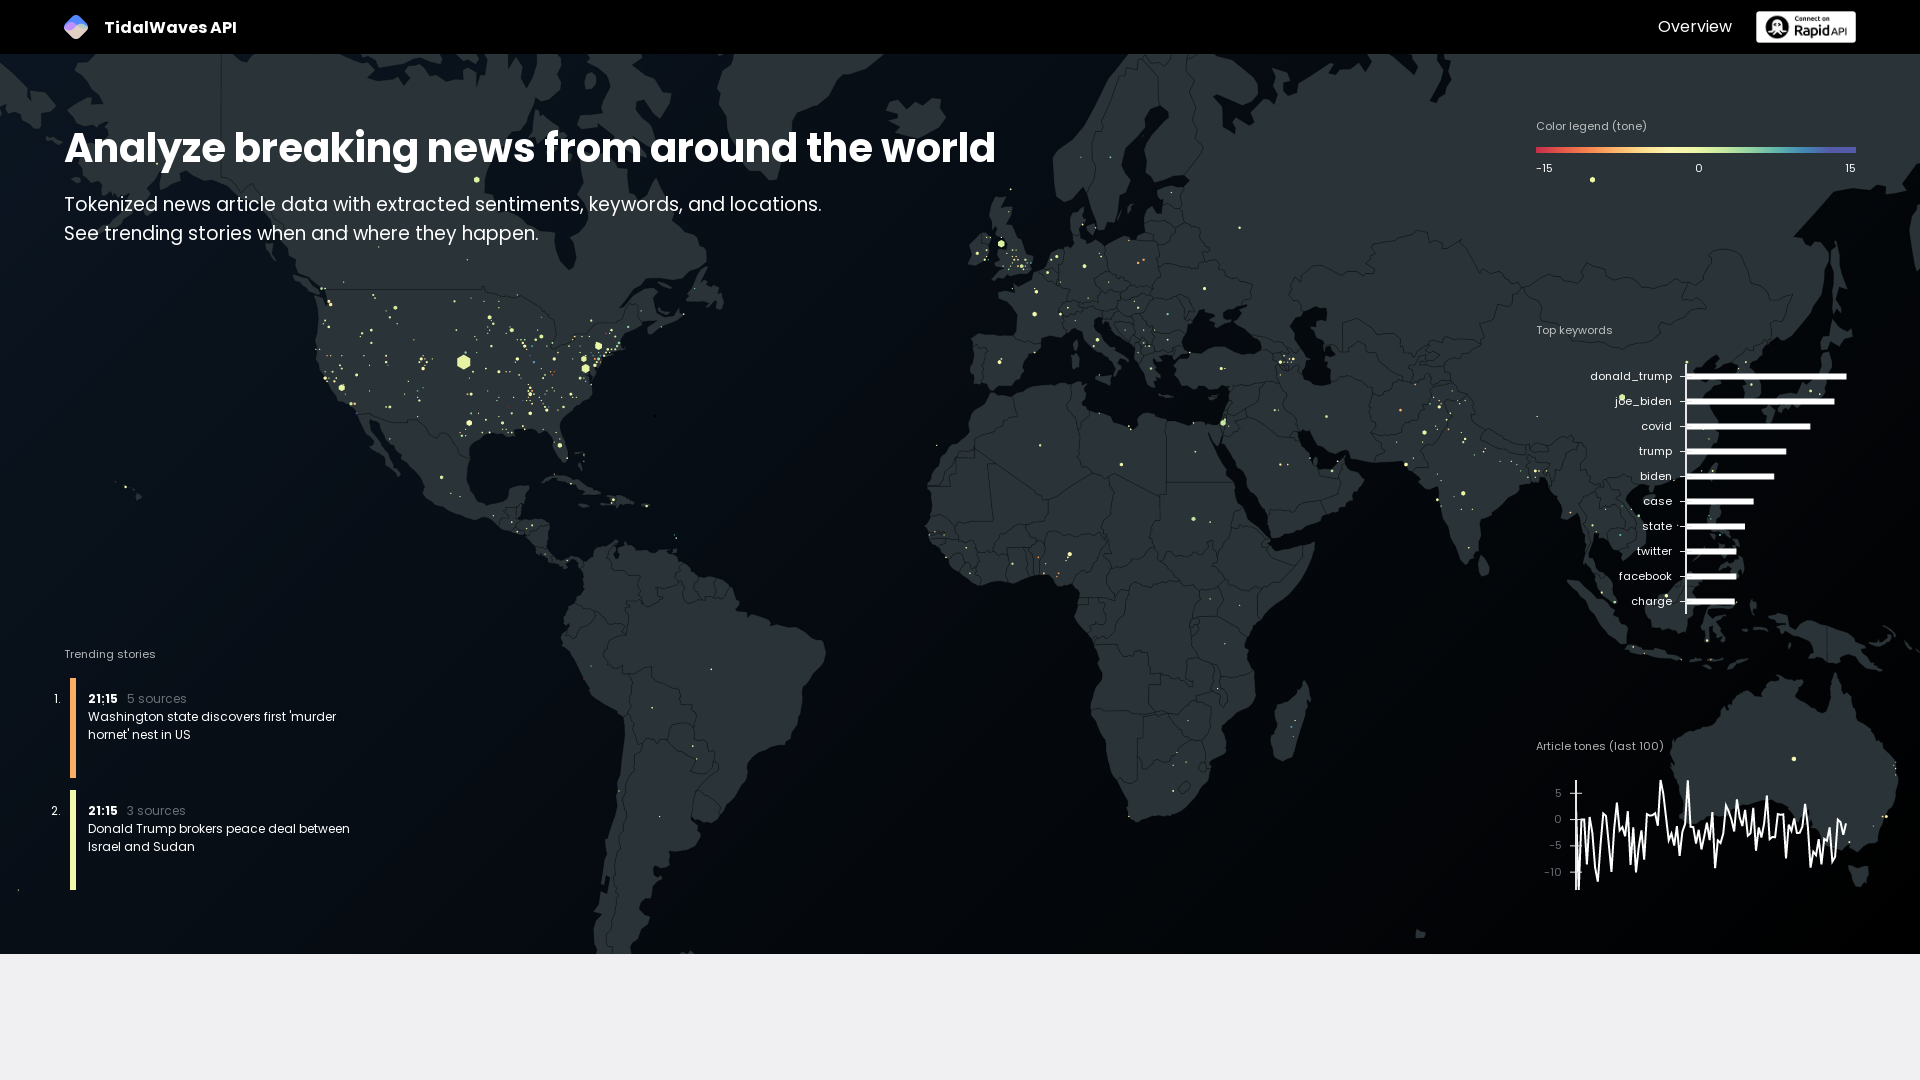 TidalWaves API
Overview
Connect on
Rapid API
Analyze breaking news from around the world
Tokenized news article data with extracted sentiments, keywords, and locations.
See trending stories when and where they happen.
Color legend (tone)
-15 0 15
Top keywords
donald_trump
joe_biden
covid
trump
biden
case
state
twitter
facebook
charge
Trending stories
1. 21:15 5 sources
Washington state discovers first 'murder
hornet' nest in US
2. 21:15 3 sources
Donald Trump brokers peace deal between
Israel and Sudan
Article tones (last 100)
5
0
−5
−10